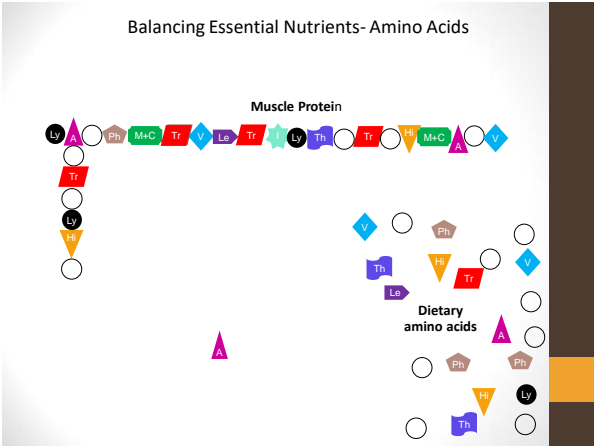 Balancing Essential Nutrients- Amino Acids
Muscle Protein
Ly A Ph M+C Tr V Le Tr I Ly Th Tr Hi M+C A V
Tr
Ly
Hi
V Ph
Th Hi Tr V
Le
Dietary
amino acids
A
A
Ph Ph
Hi Ly
Th